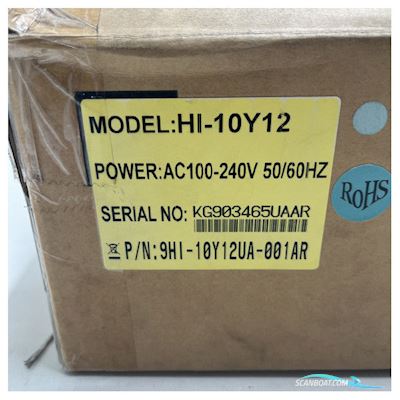 MODEL:HI-10Y12
POWER:AC100-240V 50/60HZ
SERIAL NO: KG903465UAAR
P/N:9HI-10Y12UA-001AR
RoHS
SCANBOAT.COM